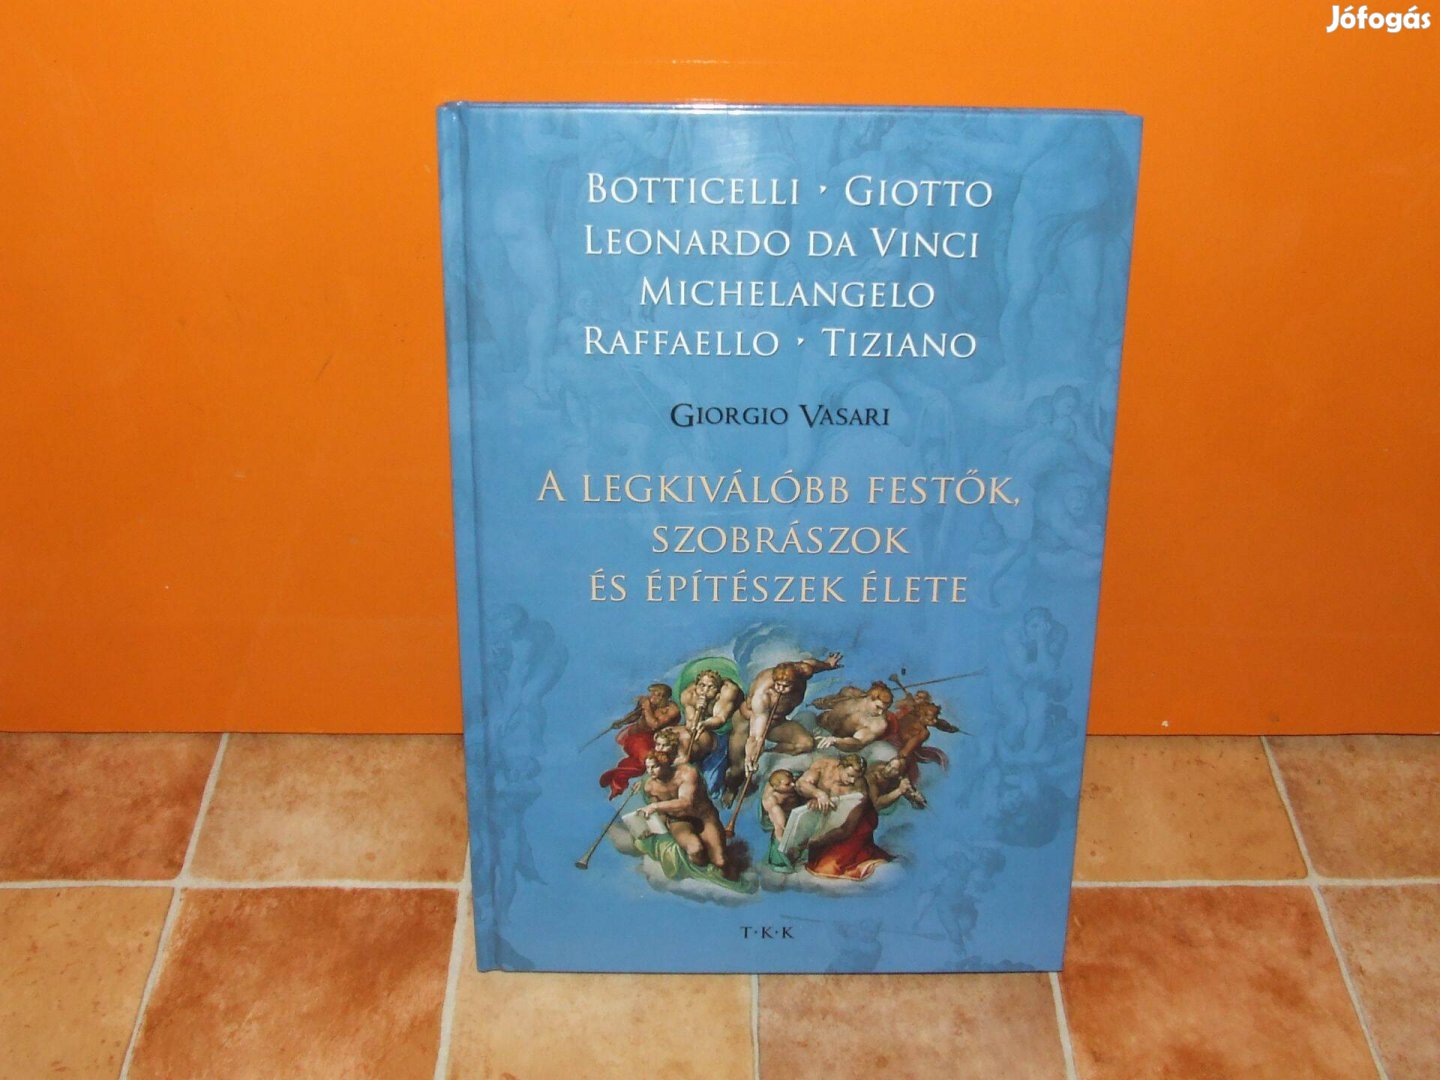 Jófogás
BOTTICELLI · GIOTTO
LEONARDO DA VINCI
MICHELANGELO
RAFFAELLO · TIZIANO
GIORGIO VASARI
A LEGKIVÁLÓBB FESTŐK,
SZOBRÁSZOK
ÉS ÉPÍTÉSZEK ÉLETE
T·K·K